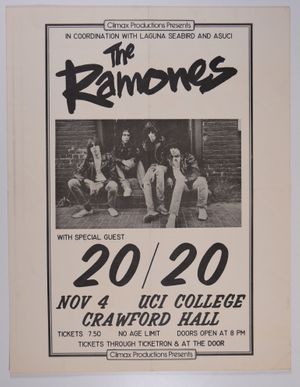 Climax Productions Presents
IN COORDINATION WITH LAGUNA SEABIRD AND ASUCI
The
Ramones
WITH SPECIAL GUEST
20/20
NOV 4 UCI COLLEGE
CRAWFORD HALL
TICKETS 7.50 NO AGE LIMIT DOORS OPEN AT 8 PM
TICKETS THROUGH TICKETRON & AT THE DOOR
Climax Productions Presents